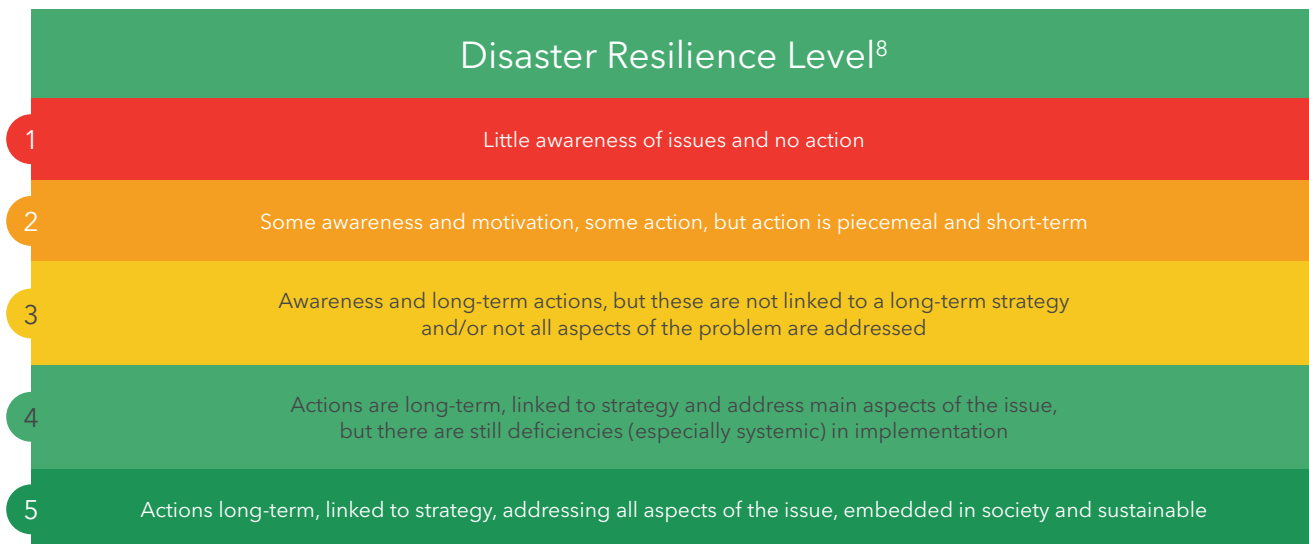 Disaster Resilience Level8
1
Little awareness of issues and no action
2
Some awareness and motivation, some action, but action is piecemeal and short-term
3
Awareness and long-term actions, but these are not linked to a long-term strategy
and/or not all aspects of the problem are addressed
4
Actions are long-term, linked to strategy and address main aspects of the issue,
but there are still deficiencies (especially systemic) in implementation
5
Actions long-term, linked to strategy, addressing all aspects of the issue, embedded in society and sustainable